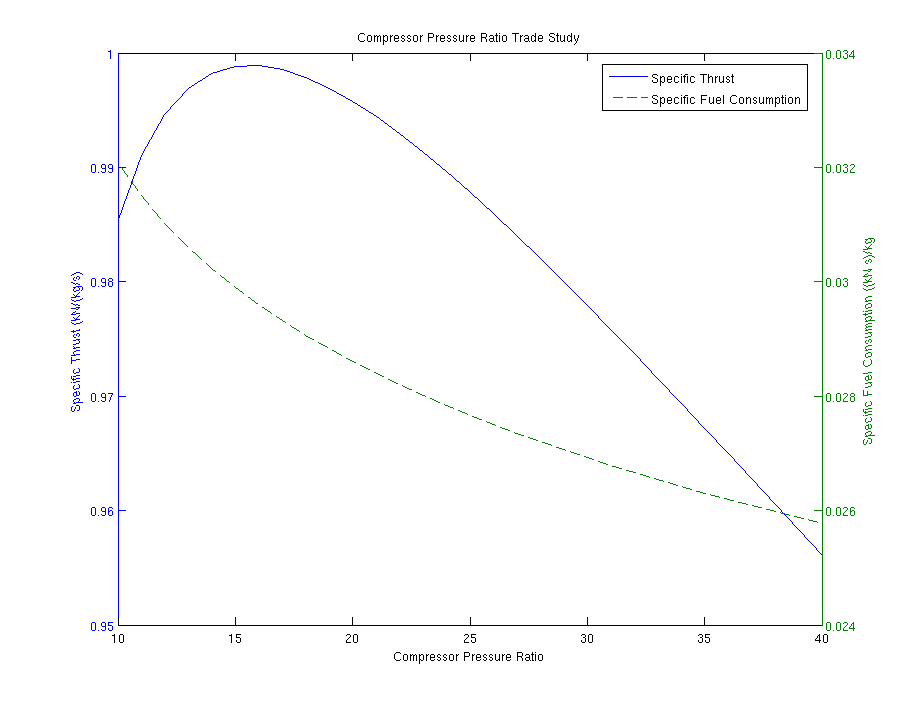 Compressor Pressure Ratio Trade Study
1
0.99
0.98
0.97
0.96
0.95
Specific Thrust (kN/(kg/s)
Specific Thrust
Specific Fuel Consumption
0.034
0.032
0.03
0.028
0.026
0.024
Specific Fuel Consumption ((kN s)/kg
10 15 20 25 30 35 40
Compressor Pressure Ratio